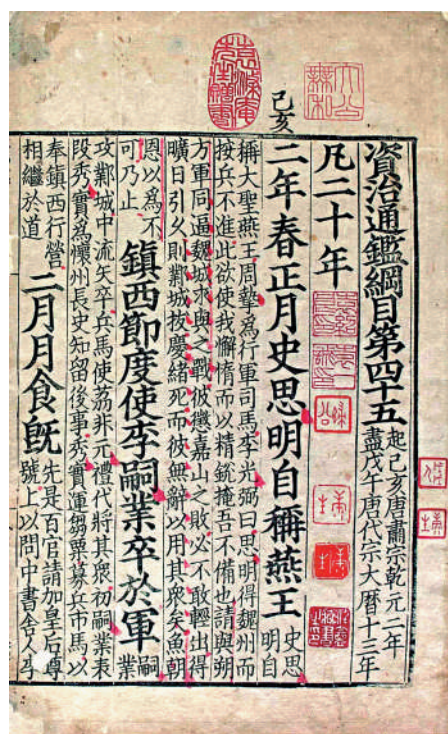 己亥
資治通鑑綱目第四十五
起己亥唐肅宗乾元二年
盡戊午唐代宗大曆十三年
凡二十年
二年春正月史思明自稱燕王
史思
明自
稱大聖燕王周摯為行軍司馬李光弼曰思明得魏州而
按兵不進此欲使我懈惰而以精銳掩吾不備也請與朔
方軍同逼魏城求與之戰彼懲嘉山之敗必不敢輕出得
曠日引久則鄴城拔慶緒死而彼無辭以用其衆矣魚朝
恩以為不
可乃止
鎮西節度使李嗣業卒於軍
嗣
業
攻鄴城中流矢卒兵馬使荔非元禮代將其衆初嗣業表
段秀實為懷州長史知留後事秀實運芻粟募兵市馬以
奉鎮西行營
相繼於道
二月月食旣
先是百官請加皇后尊
號上以問中書舍人李